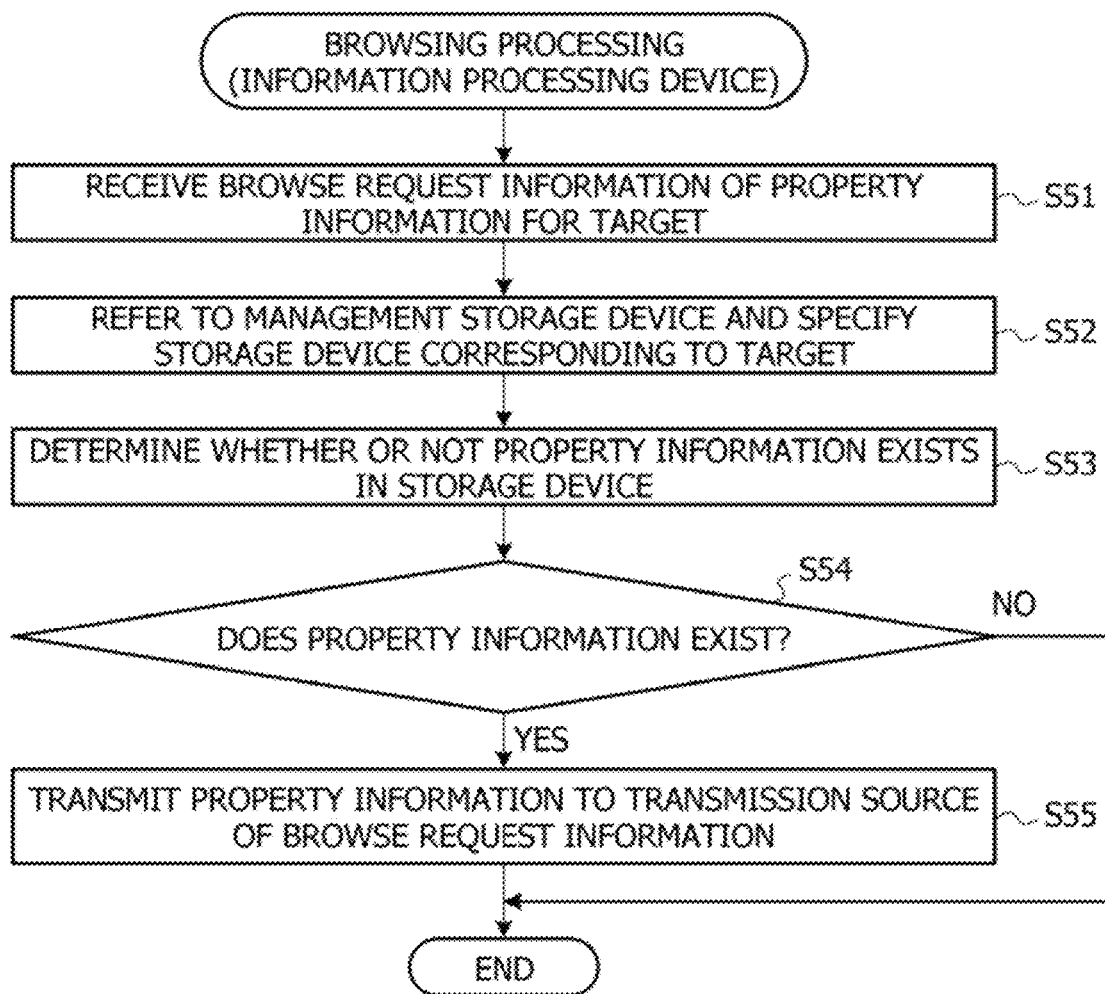 BROWSING PROCESSING
(INFORMATION PROCESSING DEVICE)
RECEIVE BROWSE REQUEST INFORMATION OF PROPERTY
INFORMATION FOR TARGET
S51
REFER TO MANAGEMENT STORAGE DEVICE AND SPECIFY
STORAGE DEVICE CORRESPONDING TO TARGET
S52
DETERMINE WHETHER OR NOT PROPERTY INFORMATION EXISTS
IN STORAGE DEVICE
S53
S54
NO
DOES PROPERTY INFORMATION EXIST?
YES
TRANSMIT PROPERTY INFORMATION TO TRANSMISSION SOURCE
OF BROWSE REQUEST INFORMATION
S55
END